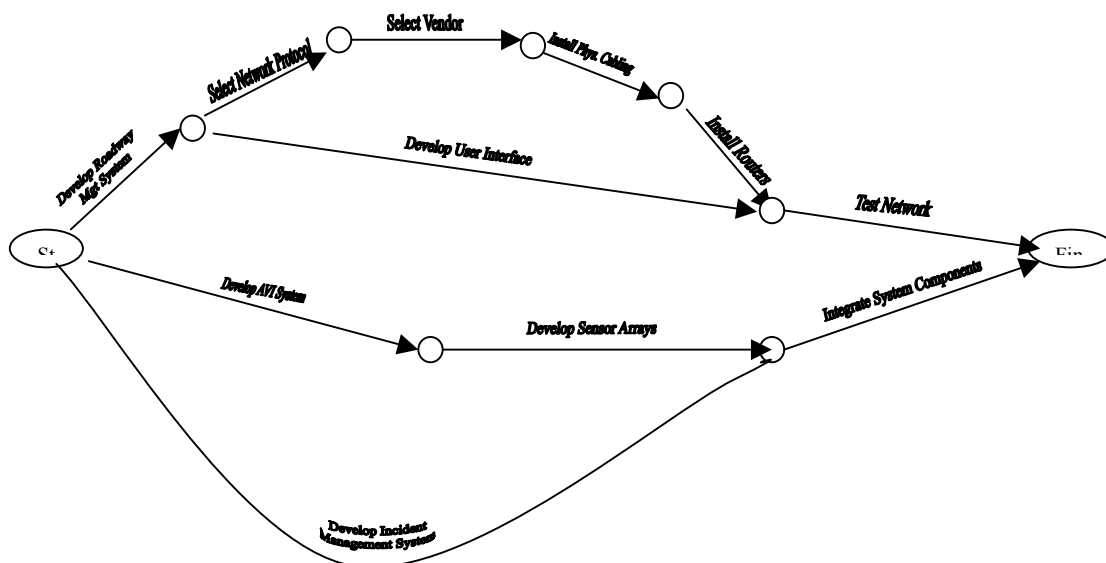 Select Vendor
Install Phys. Cabling
Select Network Protocol
Install Routers
Develop Roadway
Mgt System
Develop User Interface
Test Network
Develop AVI System
Integrate System Components
Develop Sensor Arrays
Develop Incident
Management System